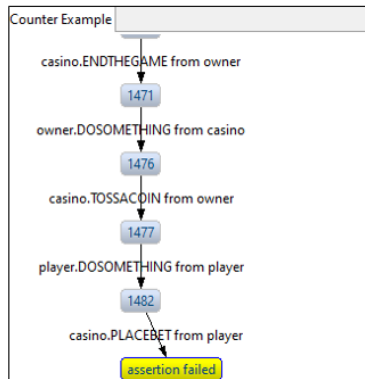 Counter Example
casino.ENDTHEGAME from owner
1471
owner.DOSOMETHING from casino
1476
casino.TOSSACOIN from owner
1477
player.DOSOMETHING from player
1482
casino.PLACEBET from player
assertion failed